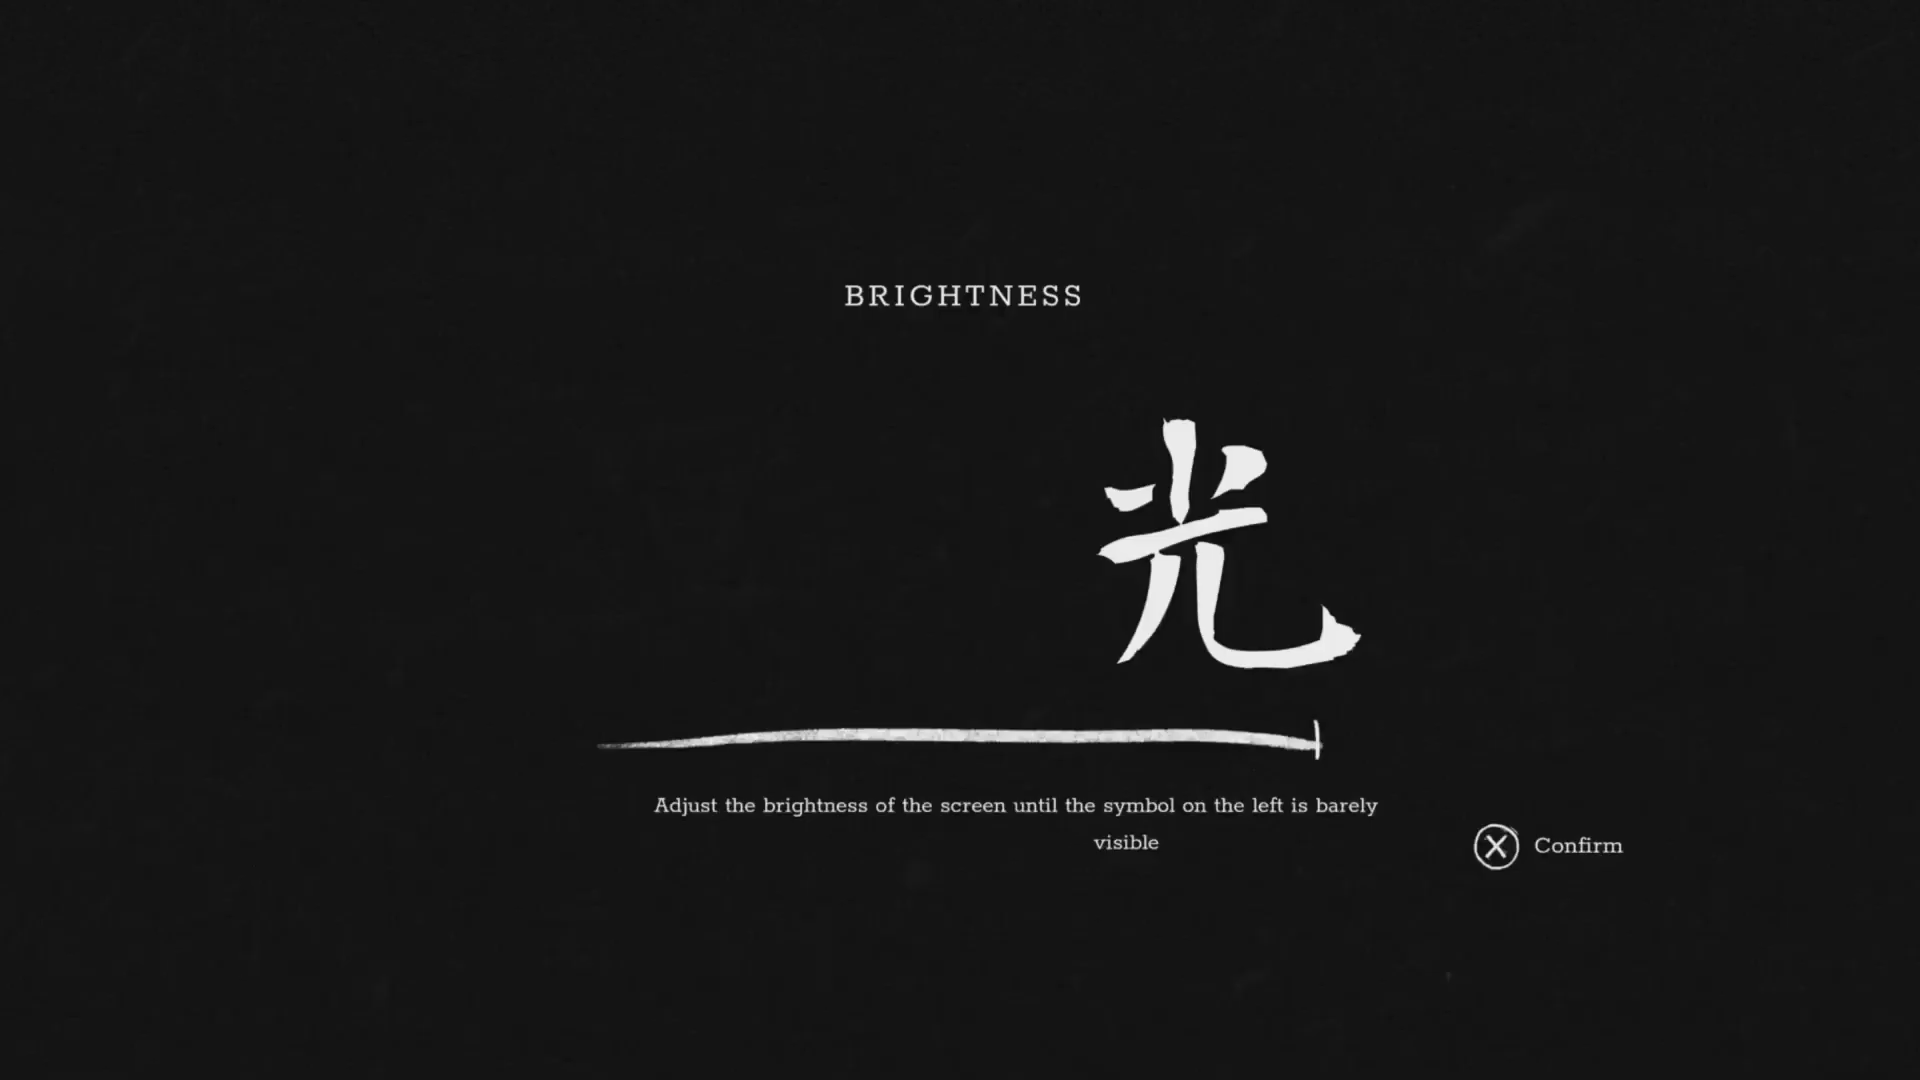 BRIGHTNESS
光
Adjust the brightness of the screen until the symbol on the left is barely
visible
Confirm